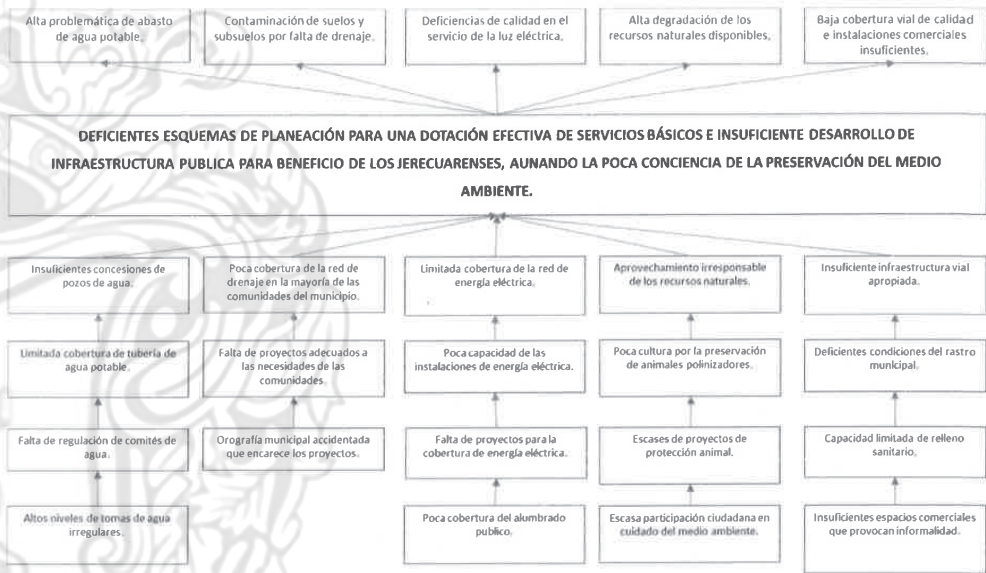 Alta problemática de abasto
de agua potable.
Contaminación de suelos y
subsuelos por falta de drenaje.
Deficiencias de calidad en el
servicio de la luz eléctrica.
Alta degradación de los
recursos naturales disponibles.
Baja cobertura vial de calidad
e instalaciones comerciales
insuficientes.
DEFICIENTES ESQUEMAS DE PLANEACIÓN PARA UNA DOTACIÓN EFECTIVA DE SERVICIOS BÁSICOS E INSUFICIENTE DESARROLLO DE
INFRAESTRUCTURA PUBLICA PARA BENEFICIO DE LOS JERECUARENSES, AUNANDO LA POCA CONCIENCIA DE LA PRESERVACIÓN DEL MEDIO
AMBIENTE.
Insuficientes concesiones de
pozos de agua.
Poca cobertura de la red de
drenaje en la mayoría de las
comunidades del municipio.
Limitada cobertura de la red de
energía eléctrica.
Aprovechamiento irresponsable
de los recursos naturales.
Insuficiente infraestructura vial
apropiada.
Limitada cobertura de tubería de
agua potable.
Falta de proyectos adecuados a
las necesidades de las
comunidades.
Poca capacidad de las
instalaciones de energía eléctrica.
Poca cultura por la preservación
de animales polinizadores.
Deficientes condiciones del rastro
municipal.
Falta de regulación de comités de
agua.
Orografía municipal accidentada
que encarece los proyectos.
Falta de proyectos para la
cobertura de energía eléctrica.
Escases de proyectos de
protección animal.
Capacidad limitada de relleno
sanitario.
Altos niveles de tomas de agua
irregulares.
Poca cobertura del alumbrado
publico.
Escasa participación ciudadana en
cuidado del medio ambiente.
Insuficientes espacios comerciales
que provocan informalidad.